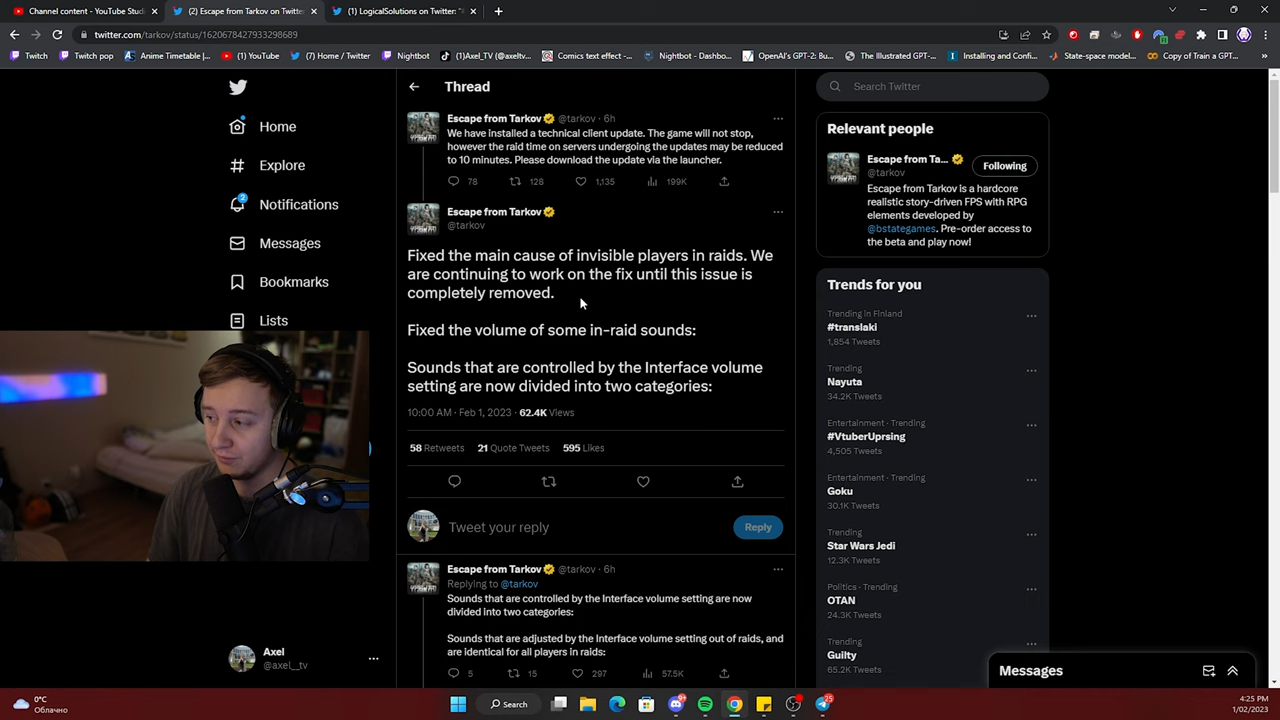 Channel content - YouTube Studi
(2) Escape from Tarkov on Twitter
(1) LogicalSolutions on Twitter: "#
twitter.com/tarkov/status/1620678427933298689
Twitch
Twitch pop
Anime Timetable |...
(1) YouTube
(7) Home / Twitter
Nightbot
(1)Axel_TV (@axeltv...
Comics text effect -...
Nightbot - Dashboard
OpenAI's GPT-2: Bu...
The Illustrated GPT-...
Installing and Confi...
State-space model...
Copy of Train a GPT-...
Home
Explore
2
Notifications
Messages
Bookmarks
Lists
Axel
@axel__tv
Thread
Escape from Tarkov @tarkov · 6h
We have installed a technical client update. The game will not stop,
however the raid time on servers undergoing the updates may be reduced
to 10 minutes. Please download the update via the launcher.
78 128 1,135 199K
Escape from Tarkov
@tarkov
Fixed the main cause of invisible players in raids. We
are continuing to work on the fix until this issue is
completely removed.
Fixed the volume of some in-raid sounds:
Sounds that are controlled by the Interface volume
setting are now divided into two categories:
10:00 AM · Feb 1, 2023 · 62.4K Views
58 Retweets 21 Quote Tweets 595 Likes
Tweet your reply
Reply
Escape from Tarkov @tarkov · 6h
Replying to @tarkov
Sounds that are controlled by the Interface volume setting are now
divided into two categories:
Sounds that are adjusted by the Interface volume setting out of raids, and
are identical for all players in raids:
5 15 297 57.5K
Search Twitter
Relevant people
Escape from Ta...
@tarkov
Following
Escape from Tarkov is a hardcore
realistic story-driven FPS with RPG
elements developed by
@bstategames. Pre-order access to
the beta and play now!
Trends for you
Trending in Finland
#translaki
1,854 Tweets
Trending
Nayuta
34.2K Tweets
Entertainment · Trending
#VtuberUprsing
4,505 Tweets
Entertainment · Trending
Goku
30.1K Tweets
Trending
Star Wars Jedi
12.3K Tweets
Politics · Trending
OTAN
24.3K Tweets
Trending
Guilty
65.2K Tweets
Messages
0°C
Облачно
Search
25
4:25 PM
1/02/2023